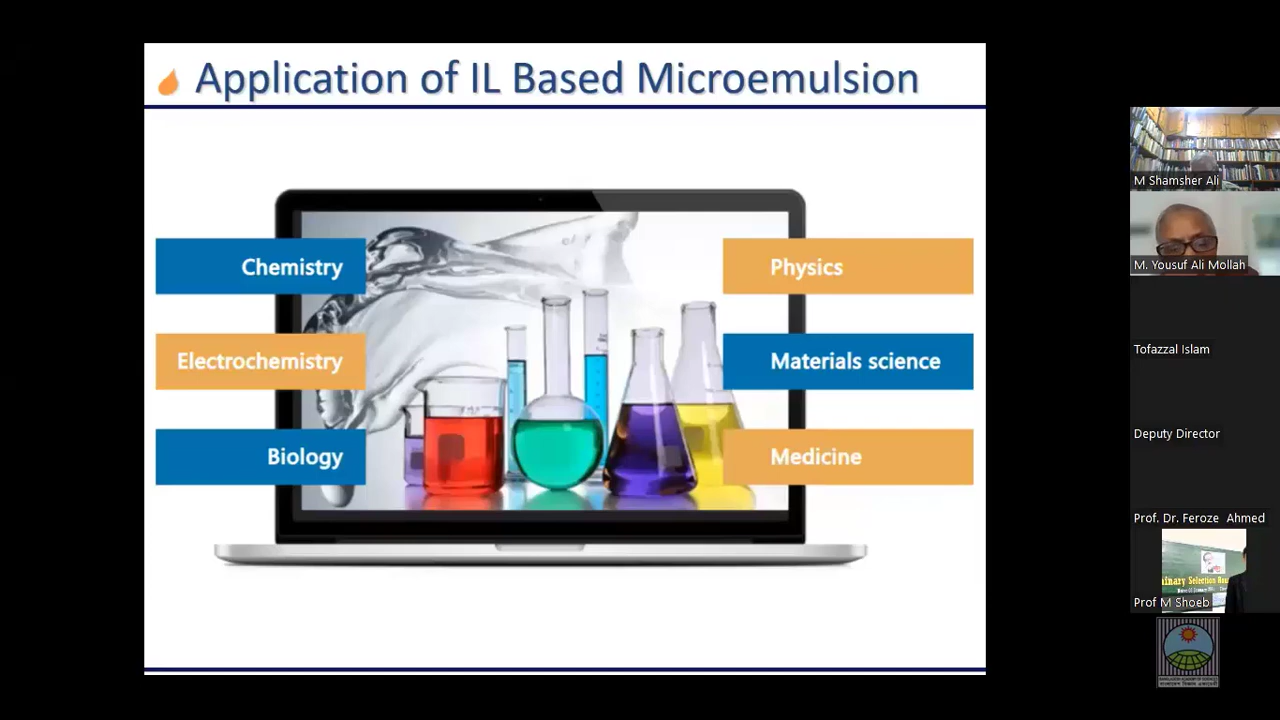 Application of IL Based Microemulsion
Chemistry
Physics
Electrochemistry
Materials science
Biology
Medicine
M Shamsher Ali
M. Yousuf Ali Mollah
Tofazzal Islam
Deputy Director
Prof. Dr. Feroze Ahmed
Prof M Shoeb